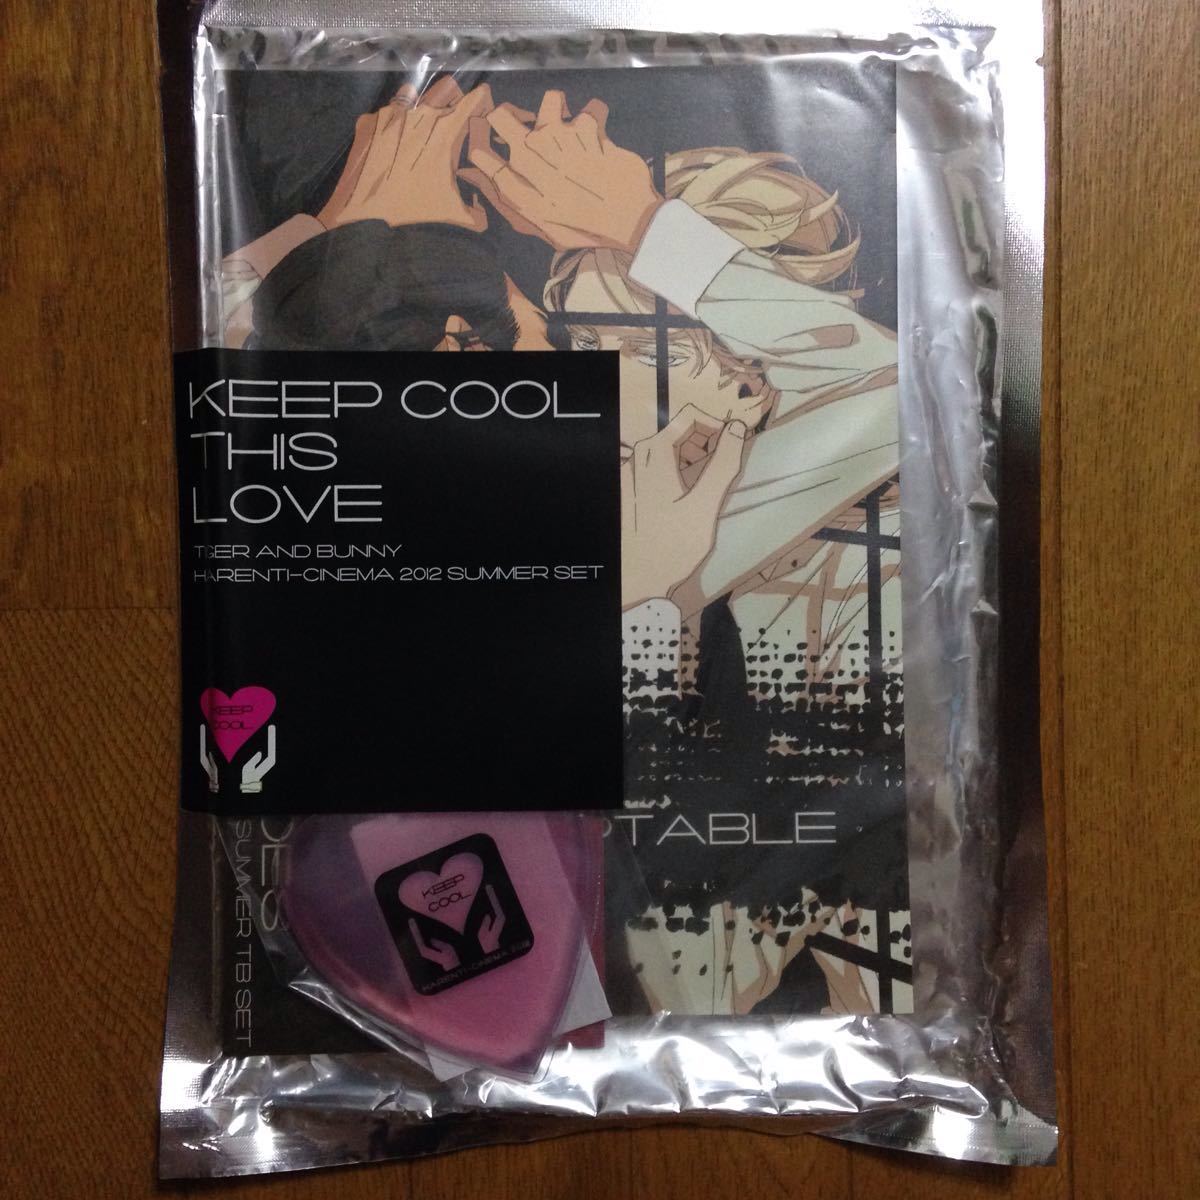 KEEP COOL
THIS
LOVE
TIGER AND BUNNY
HARENTI-CINEMA 2012 SUMMER SET
KEEP
COOL
SUMMER TB SET
KEEP
COOL
HARENTI-CINEMA 2012